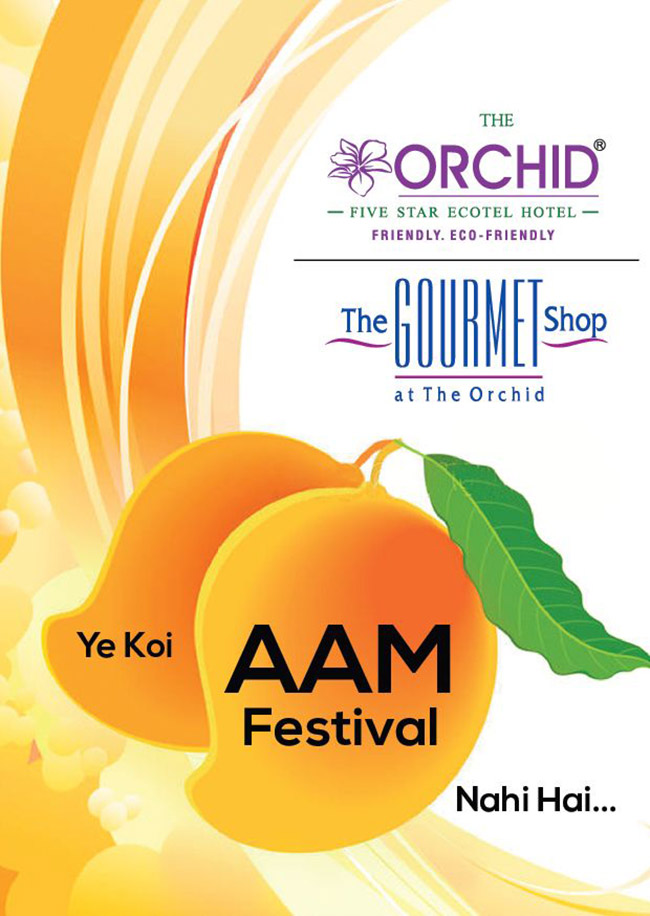 THE
ORCHID®
FIVE STAR ECOTEL HOTEL
FRIENDLY. ECO-FRIENDLY
The GOURMET Shop
at The Orchid
Ye Koi AAM
Festival
Nahi Hai...